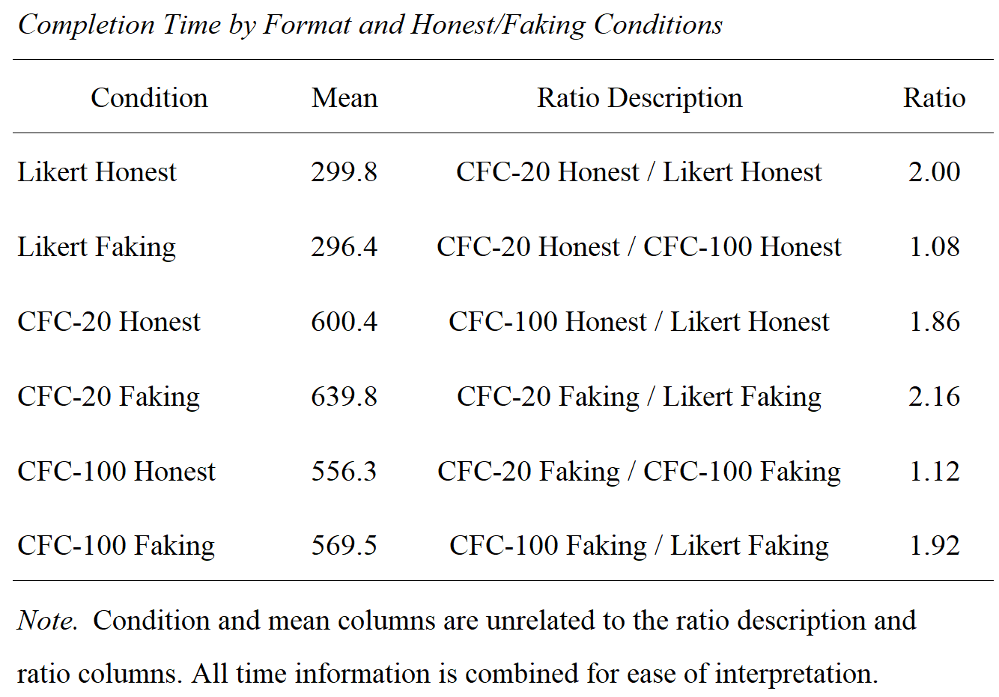 Completion Time by Format and Honest/Faking Conditions
Condition Mean Ratio Description Ratio
Likert Honest 299.8 CFC-20 Honest / Likert Honest 2.00
Likert Faking 296.4 CFC-20 Honest / CFC-100 Honest 1.08
CFC-20 Honest 600.4 CFC-100 Honest / Likert Honest 1.86
CFC-20 Faking 639.8 CFC-20 Faking / Likert Faking 2.16
CFC-100 Honest 556.3 CFC-20 Faking / CFC-100 Faking 1.12
CFC-100 Faking 569.5 CFC-100 Faking / Likert Faking 1.92
Note. Condition and mean columns are unrelated to the ratio description and
ratio columns. All time information is combined for ease of interpretation.